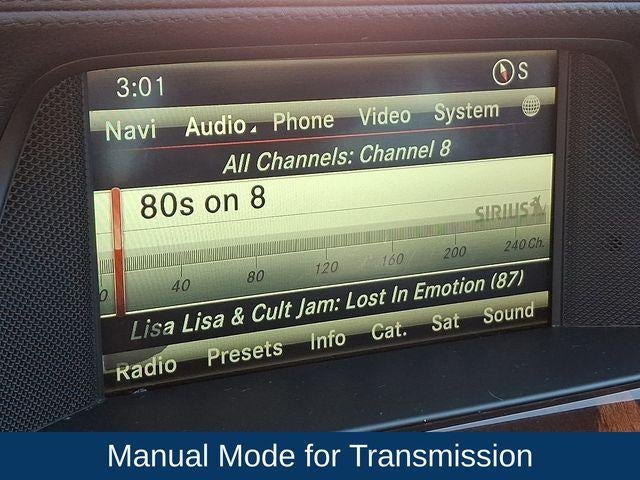 3:01 S
Navi Audio Phone Video System
All Channels: Channel 8
80s on 8
SIRIUS
0 40 80 120 160 200 240 Ch.
Lisa Lisa & Cult Jam: Lost In Emotion (87)
Radio Presets Info Cat. Sat Sound
Manual Mode for Transmission